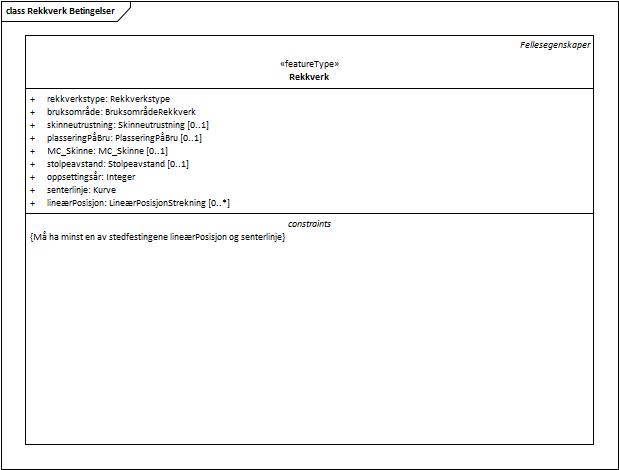 class Rekkverk Betingelser
Fellesegenskaper
«featureType»
Rekkverk
+ rekkverkstype: Rekkverkstype
+ bruksområde: BruksområdeRekkverk
+ skinneutrustning: Skinneutrustning [0..1]
+ plasseringPåBru: PlasseringPåBru [0..1]
+ MC_Skinne: MC_Skinne [0..1]
+ stolpeavstand: Stolpeavstand [0..1]
+ oppsettingsår: Integer
+ senterlinje: Kurve
+ lineærPosisjon: LineærPosisjonStrekning [0..*]
constraints
{Må ha minst en av stedfestingene lineærPosisjon og senterlinje}